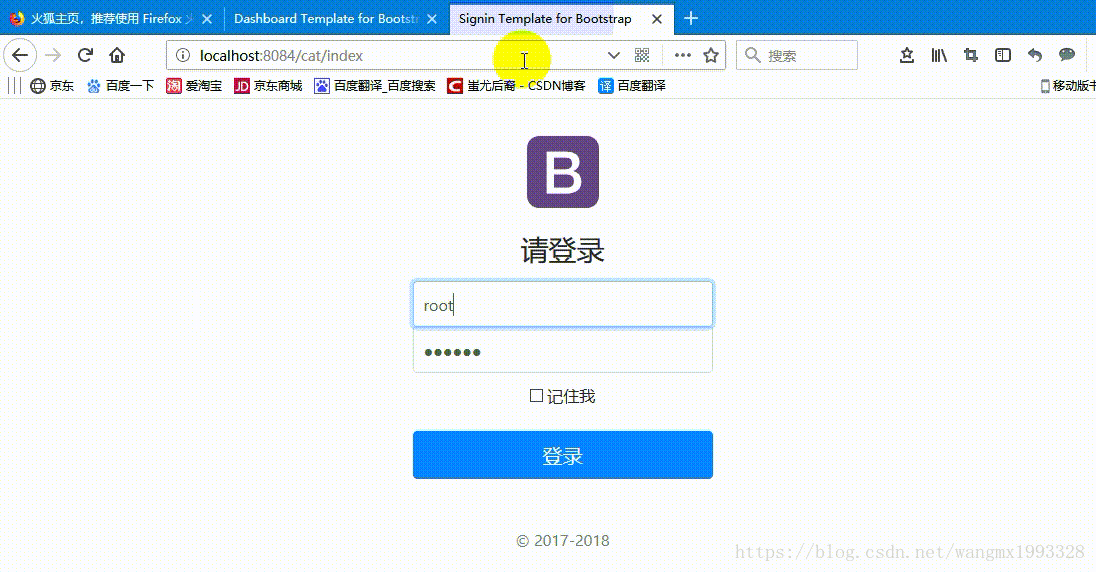 火狐主页，推荐使用 Firefox 火 Dashboard Template for Bootstr Signin Template for Bootstrap
localhost:8084/cat/index 搜索
京东 百度一下 爱淘宝 京东商城 百度翻译_百度搜索 蚩尤后裔 - CSDN博客 百度翻译 移动版书
淘 JD C 译
B
请登录
root
记住我
登录
© 2017-2018
https://blog.csdn.net/wangmx1993328